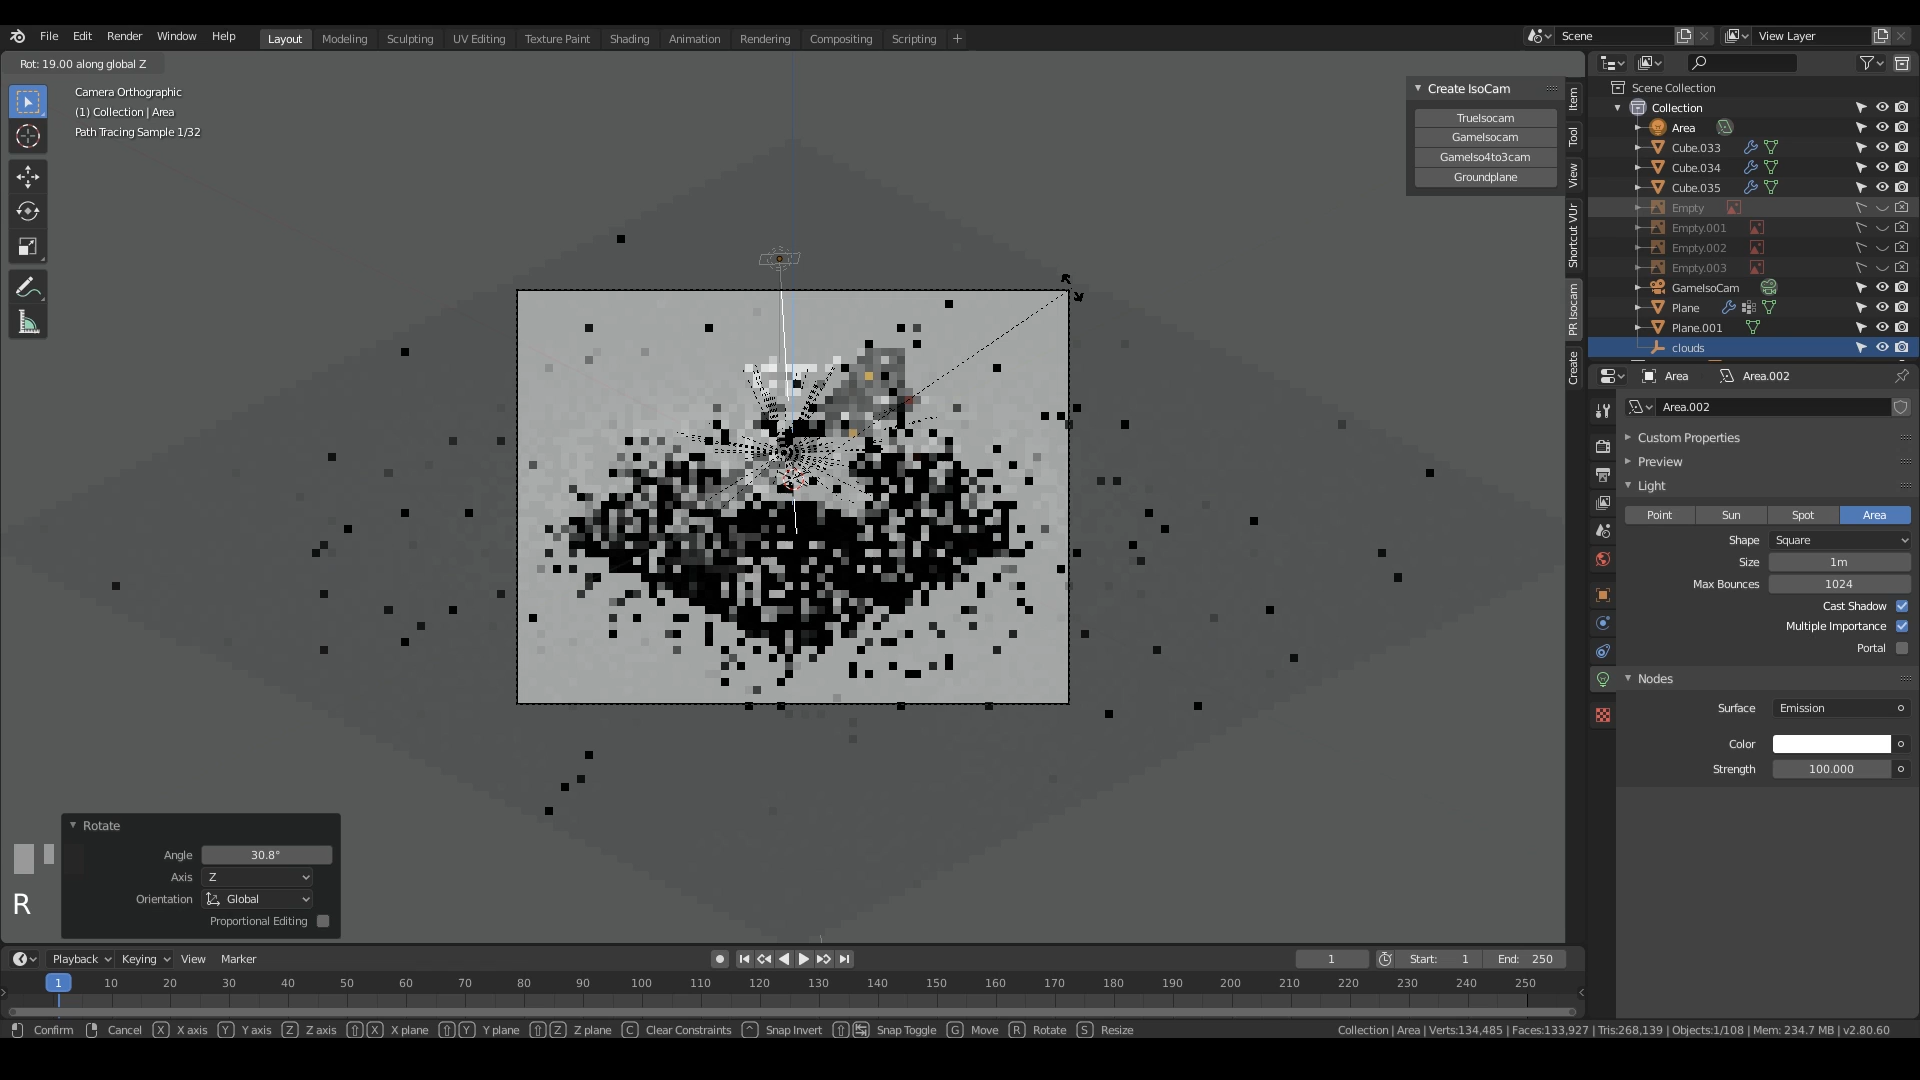 File Edit Render Window Help Layout Modeling Sculpting UV Editing Texture Paint Shading Animation Rendering Compositing Scripting + Scene View Layer
Rot: 19.00 along global Z
Camera Orthographic
(1) Collection | Area
Path Tracing Sample 1/32
Create IsoCam
TrueIsocam
GameIsocam
GameIso4to3cam
Groundplane
Item
Tool
View
Shortcut VUr
PR Isocam
Create
Scene Collection
Collection
Area
Cube.033
Cube.034
Cube.035
Empty
Empty.001
Empty.002
Empty.003
GameIsoCam
Plane
Plane.001
clouds
Area Area.002
Area.002
Custom Properties
Preview
Light
Point Sun Spot Area
Shape Square
Size 1m
Max Bounces 1024
Cast Shadow
Multiple Importance
Portal
Nodes
Surface Emission
Color
Strength 100.000
Rotate
Angle 30.8°
Axis Z
Orientation Global
Proportional Editing
R
Playback Keying View Marker 1 Start: 1 End: 250
1 10 20 30 40 50 60 70 80 90 100 110 120 130 140 150 160 170 180 190 200 210 220 230 240 250
Confirm Cancel X X axis Y Y axis Z Z axis X X plane Y Y plane Z Z plane C Clear Constraints ^ Snap Invert Snap Toggle G Move R Rotate S Resize Collection | Area | Verts:134,485 | Faces:133,927 | Tris:268,139 | Objects:1/108 | Mem: 234.7 MB | v2.80.60